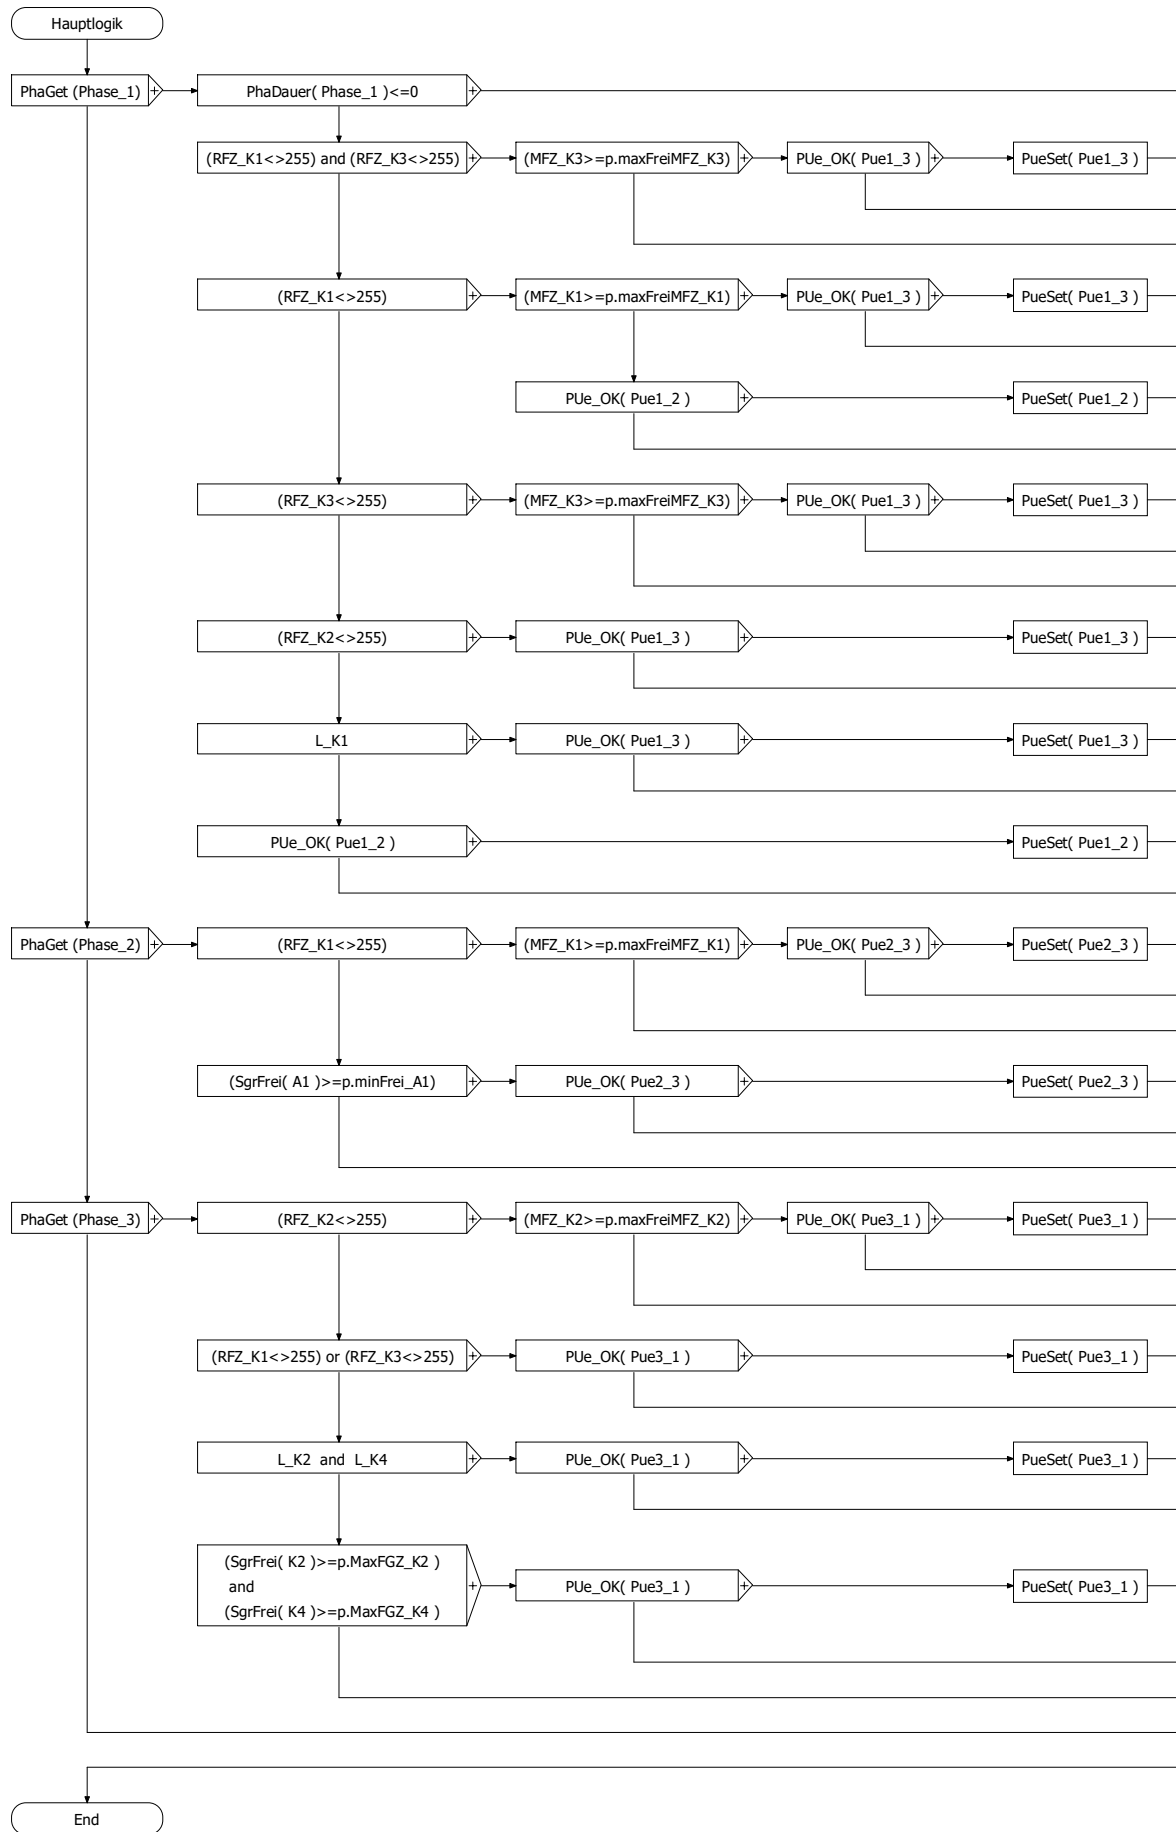 Hauptlogik
PhaGet (Phase_1)
+
PhaDauer( Phase_1 )<=0
+
(RFZ_K1<>255) and (RFZ_K3<>255)
+
(MFZ_K3>=p.maxFreiMFZ_K3)
+
PUe_OK( Pue1_3 )
+
PueSet( Pue1_3 )
(RFZ_K1<>255)
+
(MFZ_K1>=p.maxFreiMFZ_K1)
+
PUe_OK( Pue1_3 )
+
PueSet( Pue1_3 )
PUe_OK( Pue1_2 )
+
PueSet( Pue1_2 )
(RFZ_K3<>255)
+
(MFZ_K3>=p.maxFreiMFZ_K3)
+
PUe_OK( Pue1_3 )
+
PueSet( Pue1_3 )
(RFZ_K2<>255)
+
PUe_OK( Pue1_3 )
+
PueSet( Pue1_3 )
L_K1
+
PUe_OK( Pue1_3 )
+
PueSet( Pue1_3 )
PUe_OK( Pue1_2 )
+
PueSet( Pue1_2 )
PhaGet (Phase_2)
+
(RFZ_K1<>255)
+
(MFZ_K1>=p.maxFreiMFZ_K1)
+
PUe_OK( Pue2_3 )
+
PueSet( Pue2_3 )
(SgrFrei( A1 )>=p.minFrei_A1)
+
PUe_OK( Pue2_3 )
+
PueSet( Pue2_3 )
PhaGet (Phase_3)
+
(RFZ_K2<>255)
+
(MFZ_K2>=p.maxFreiMFZ_K2)
+
PUe_OK( Pue3_1 )
+
PueSet( Pue3_1 )
(RFZ_K1<>255) or (RFZ_K3<>255)
+
PUe_OK( Pue3_1 )
+
PueSet( Pue3_1 )
L_K2 and L_K4
+
PUe_OK( Pue3_1 )
+
PueSet( Pue3_1 )
(SgrFrei( K2 )>=p.MaxFGZ_K2 )
and
(SgrFrei( K4 )>=p.MaxFGZ_K4 )
+
PUe_OK( Pue3_1 )
+
PueSet( Pue3_1 )
End